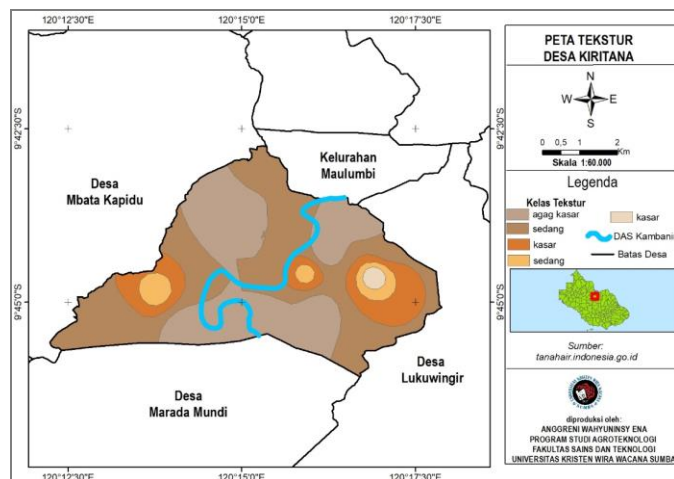 120°12'30"E 120°15'0"E 120°17'30"E
9°42'30"S
9°45'0"S
Desa
Mbata Kapidu
Kelurahan
Maulumbi
Desa
Marada Mundi
Desa
Lukuwingir
9°42'30"S
9°45'0"S
120°12'30"E 120°15'0"E 120°17'30"E
PETA TEKSTUR
DESA KIRITANA
N
W E
S
0 0,5 1 2
Km
Skala 1:60.000
Legenda
Kelas Tekstur
agag kasar
sedang
kasar
sedang
kasar
DAS Kambani
Batas Desa
Sumber:
tanahair.indonesia.go.id
diproduksi oleh:
ANGGRENI WAHYUNINSY ENA
PROGRAM STUDI AGROTEKNOLOGI
FAKULTAS SAINS DAN TEKNOLOGI
UNIVERSITAS KRISTEN WIRA WACANA SUMBA